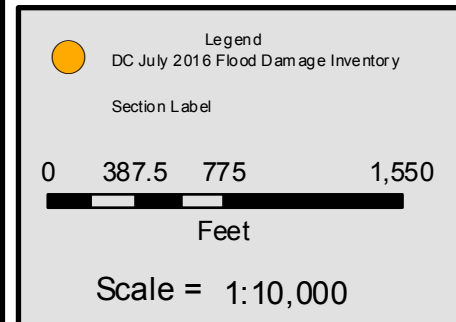 Legend
DC July 2016 Flood Damage Inventory
Section Label
0 387.5 775 1,550
Feet
Scale = 1:10,000